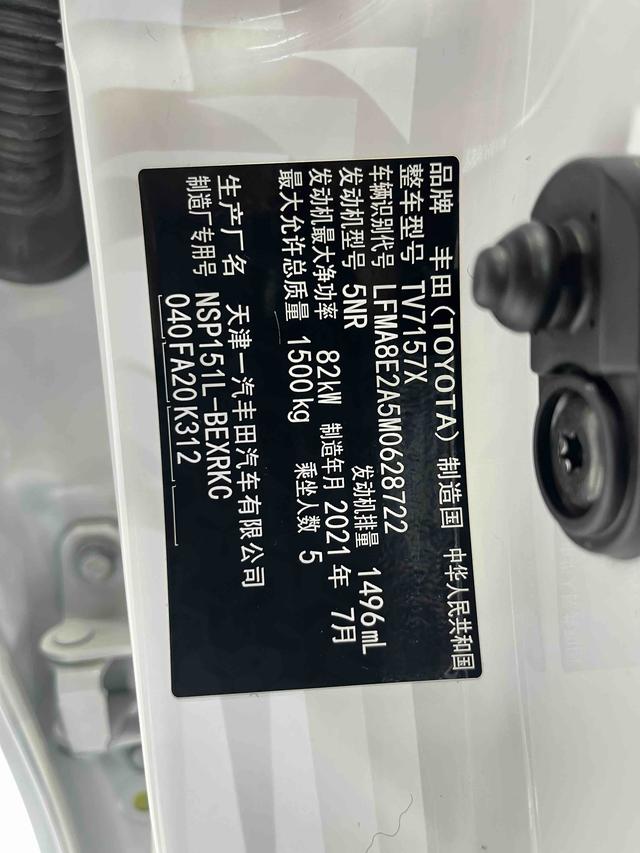 品牌 丰田(TOYOTA) 制造国 中华人民共和国
整车型号 TV7157X
车辆识别代号 LFMA8E2A5M0628722
发动机型号 5NR 发动机排量 1496mL
发动机最大净功率 82kW 制造年月 2021年 7月
最大允许总质量 1500kg 乘坐人数 5
生产厂名 天津一汽丰田汽车有限公司
制造厂专用号 NSP151L-BEXRKC
040FA20K312